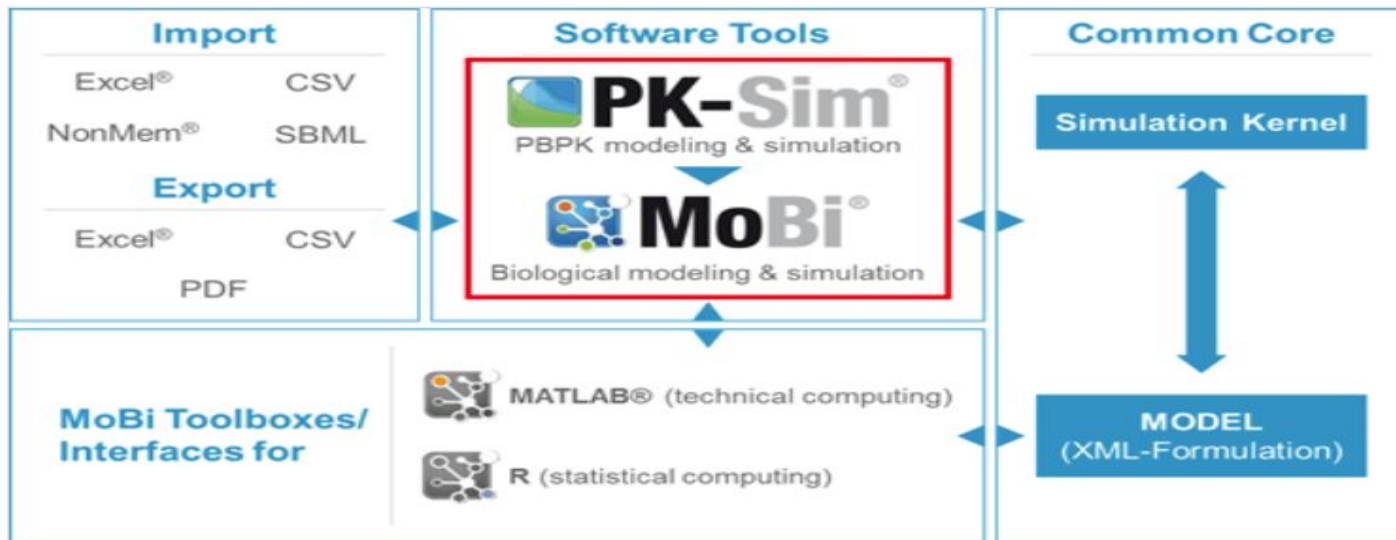 Import
Excel® CSV
NonMem® SBML
Export
Excel® CSV
PDF
Software Tools
PK-Sim®
PBPK modeling & simulation
MoBi®
Biological modeling & simulation
Common Core
Simulation Kernel
MODEL
(XML-Formulation)
MoBi Toolboxes/
Interfaces for
MATLAB® (technical computing)
R (statistical computing)